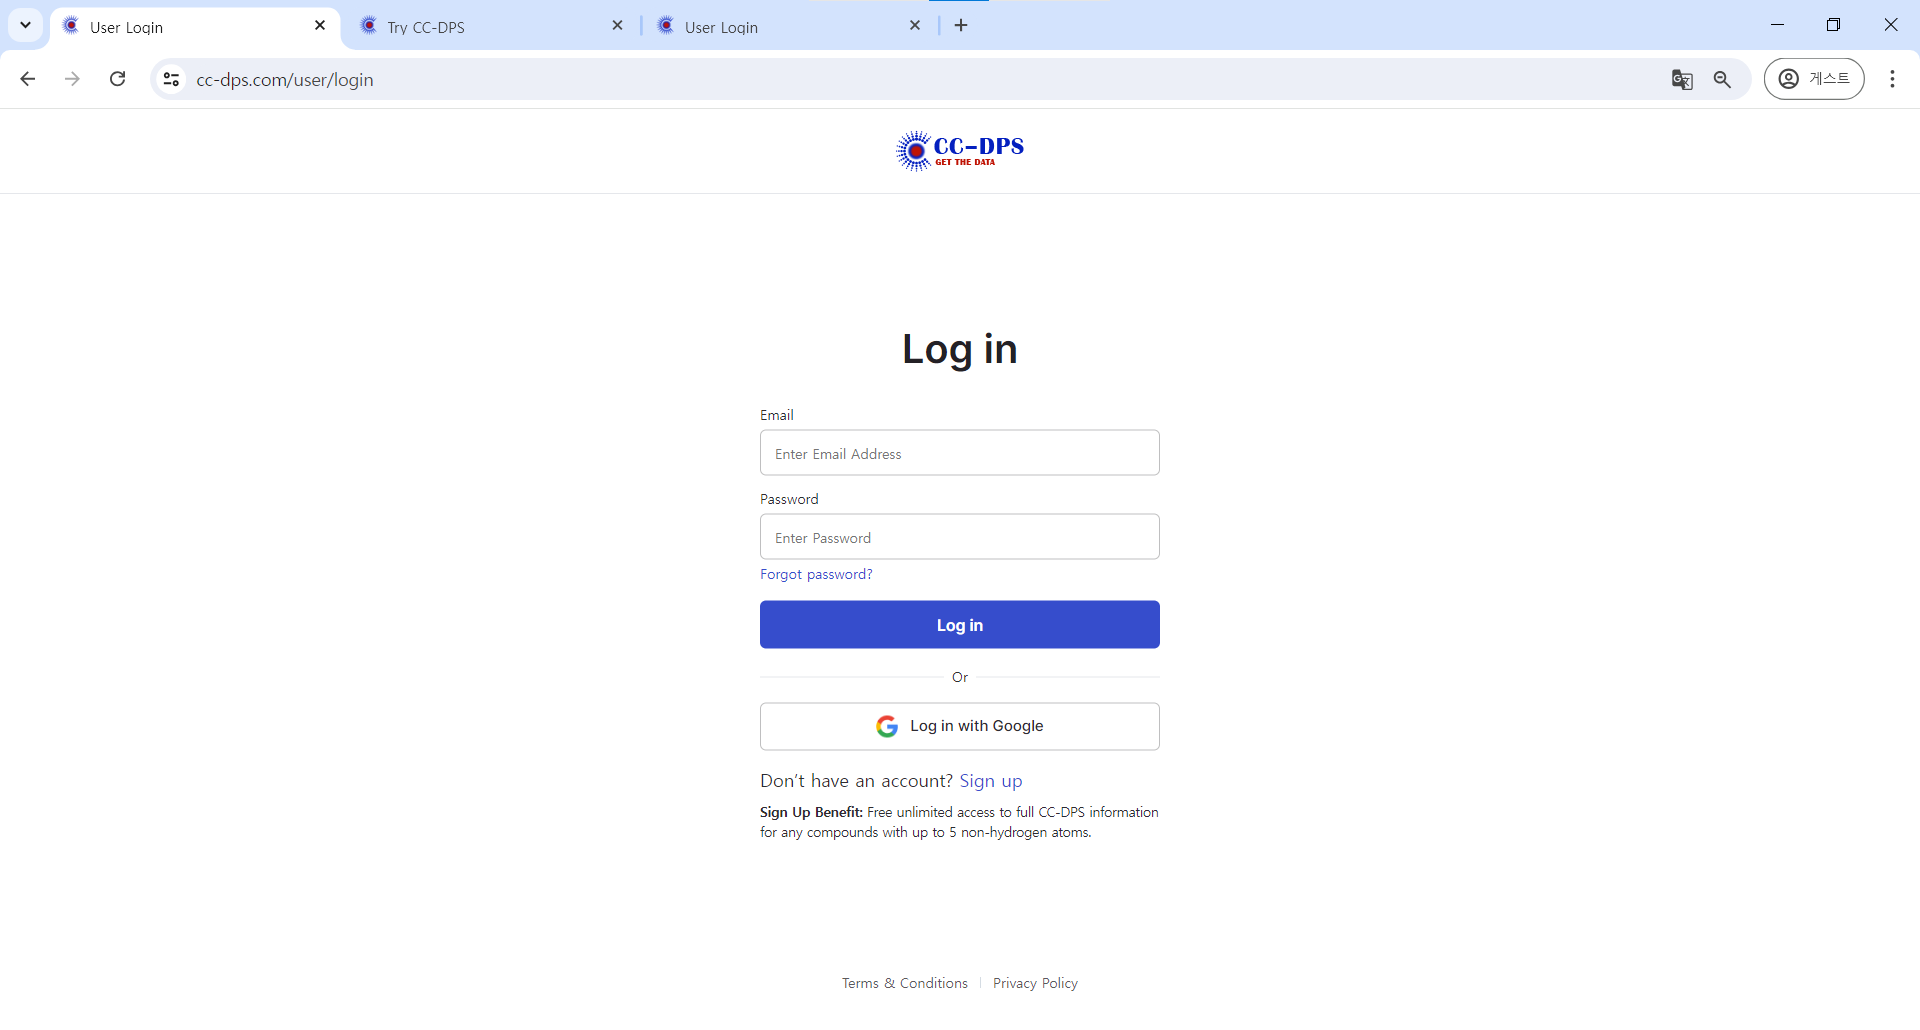 User Login
Try CC-DPS
User Login
cc-dps.com/user/login
게스트
CC-DPS
GET THE DATA
Log in
Email
Enter Email Address
Password
Enter Password
Forgot password?
Log in
Or
Log in with Google
Don't have an account? Sign up
Sign Up Benefit: Free unlimited access to full CC-DPS information
for any compounds with up to 5 non-hydrogen atoms.
Terms & Conditions | Privacy Policy